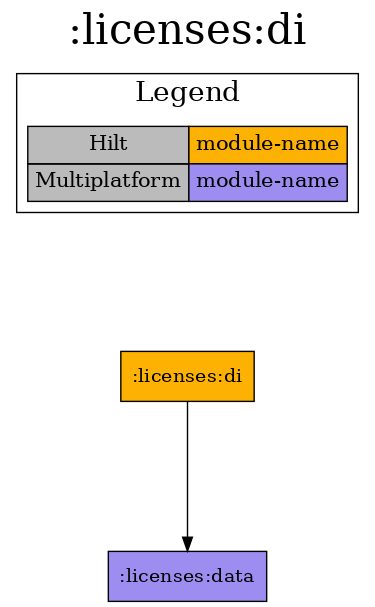 :licenses:di
Legend
Hilt module-name
Multiplatform module-name
:licenses:di
:licenses:data